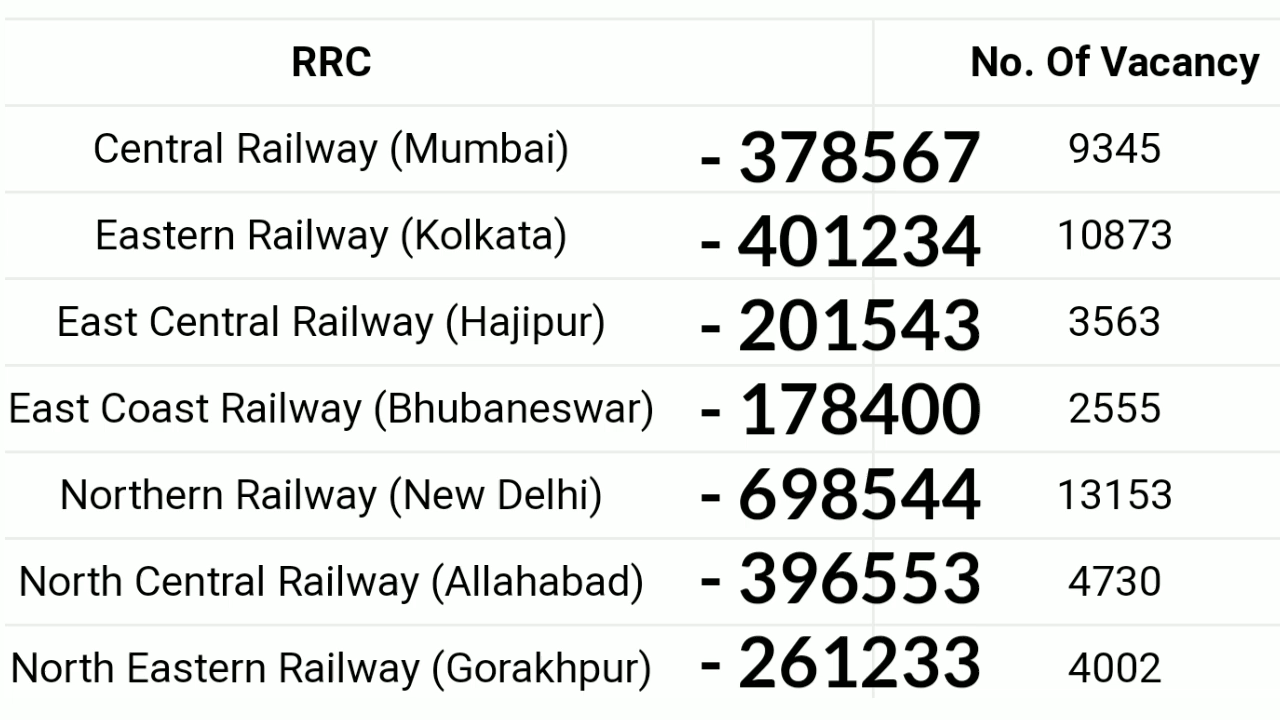 RRC No. Of Vacancy
Central Railway (Mumbai) - 378567 9345
Eastern Railway (Kolkata) - 401234 10873
East Central Railway (Hajipur) - 201543 3563
East Coast Railway (Bhubaneswar) - 178400 2555
Northern Railway (New Delhi) - 698544 13153
North Central Railway (Allahabad) - 396553 4730
North Eastern Railway (Gorakhpur) - 261233 4002